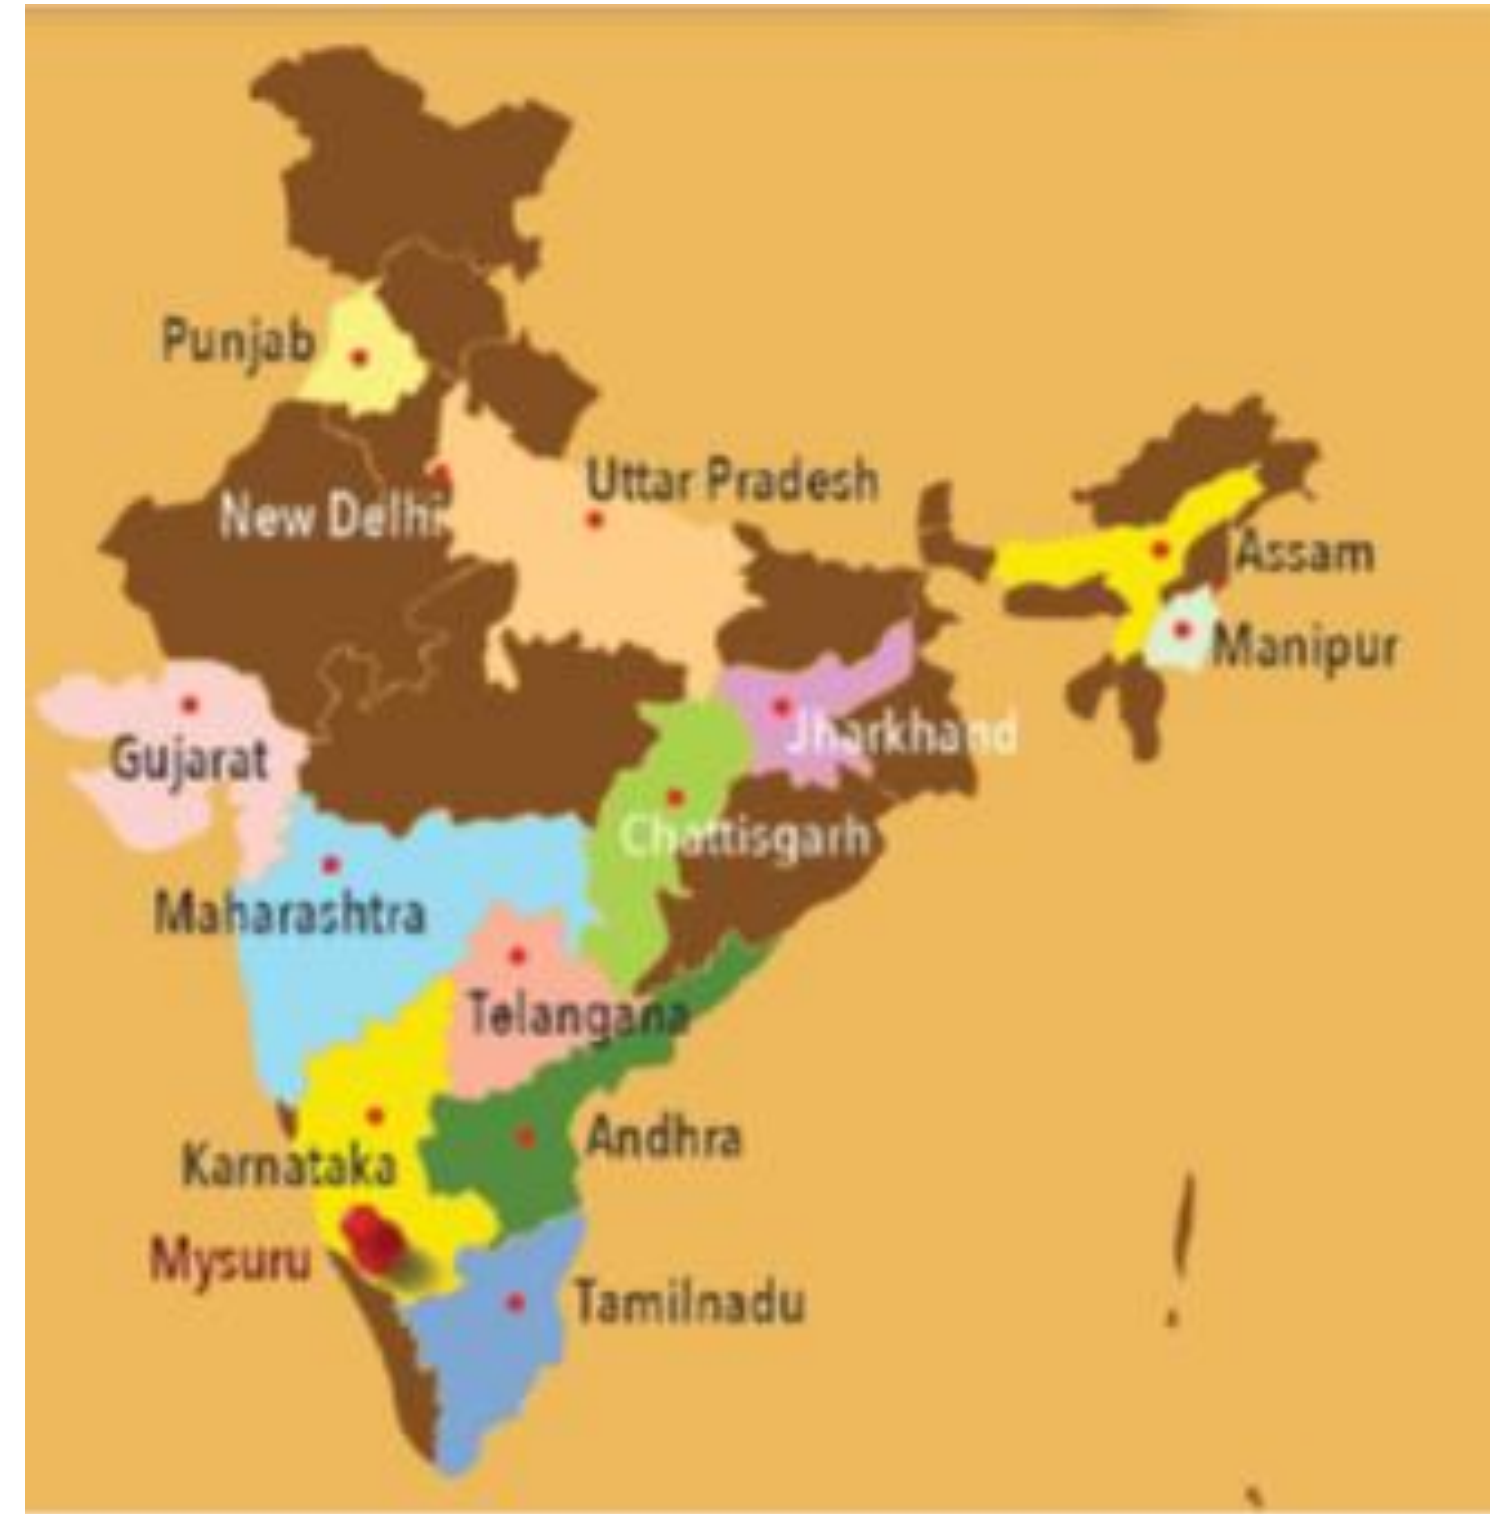 Punjab
Uttar Pradesh
New Delhi
Assam
Manipur
Gujarat
Jharkhand
Chattisgarh
Maharashtra
Telangana
Andhra
Karnataka
Mysuru
Tamilnadu